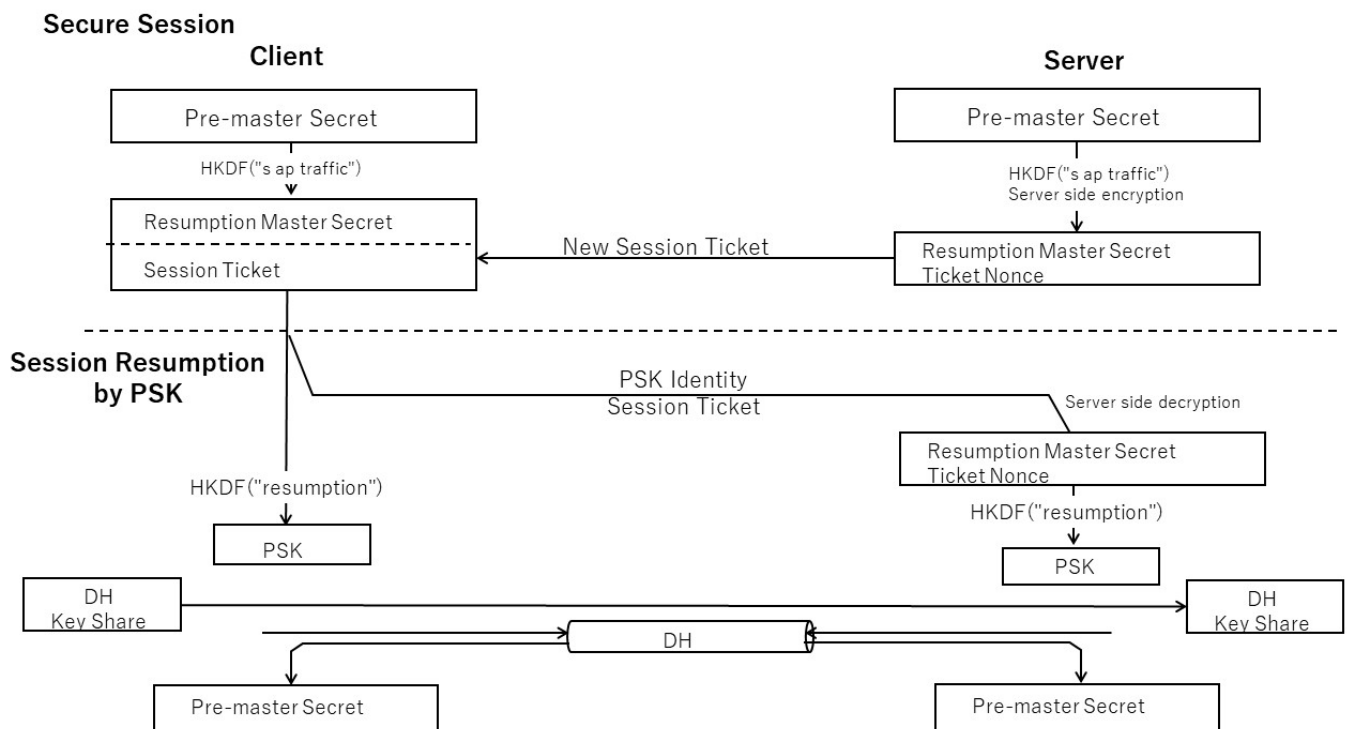 Secure Session
Client
Server
Pre-master Secret
Pre-master Secret
HKDF("s ap traffic")
HKDF("s ap traffic")
Server side encryption
Resumption Master Secret
Session Ticket
New Session Ticket
Resumption Master Secret
Ticket Nonce
Session Resumption
by PSK
PSK Identity
Session Ticket
Server side decryption
Resumption Master Secret
Ticket Nonce
HKDF("resumption")
HKDF("resumption")
PSK
PSK
DH
Key Share
DH
Key Share
DH
Pre-master Secret
Pre-master Secret